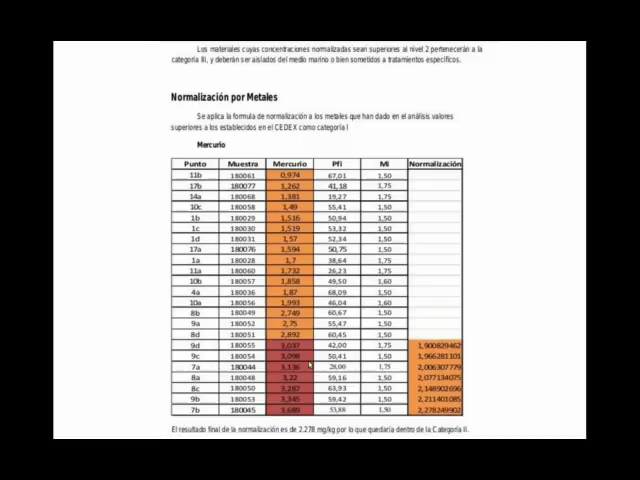 Los materiales cuyas concentraciones normalizadas sean superiores al nivel 2 pertenecerán a la
categoría III, y deberán ser aislados del medio marino o bien sometidos a tratamientos específicos.
Normalización por Metales
Se aplica la formula de normalización a los metales que han dado en el análisis valores
superiores a los establecidos en el CEDEX como categoría I
Mercurio
Punto Muestra Mercurio Pfi Mi Normalización
11b 180061 0,974 67,01 1,50
17b 180077 1,262 41,18 1,75
14a 180068 1,381 19,27 1,75
10c 180058 1,49 55,41 1,50
1b 180029 1,516 50,94 1,50
1c 180030 1,519 53,32 1,50
1d 180031 1,57 52,34 1,50
17a 180076 1,594 50,75 1,50
1a 180028 1,7 38,64 1,75
11a 180060 1,732 26,23 1,75
10b 180057 1,858 49,50 1,60
4a 180036 1,87 68,09 1,50
10a 180056 1,993 46,04 1,60
8b 180049 2,749 60,67 1,50
9a 180052 2,75 55,47 1,50
8d 180051 2,892 60,45 1,50
9d 180055 3,037 42,00 1,75 1,900829462
9c 180054 3,098 50,41 1,50 1,966281101
7a 180044 3,136 28,00 1,75 2,006307779
8a 180048 3,22 59,16 1,50 2,077134075
8c 180050 3,287 63,93 1,50 2,148902696
9b 180053 3,345 59,42 1,50 2,211401085
7b 180045 3,689 53,88 1,50 2,278249902
El resultado final de la normalización es de 2.278 mg/kg por lo que quedaría dentro de la Categoría II.